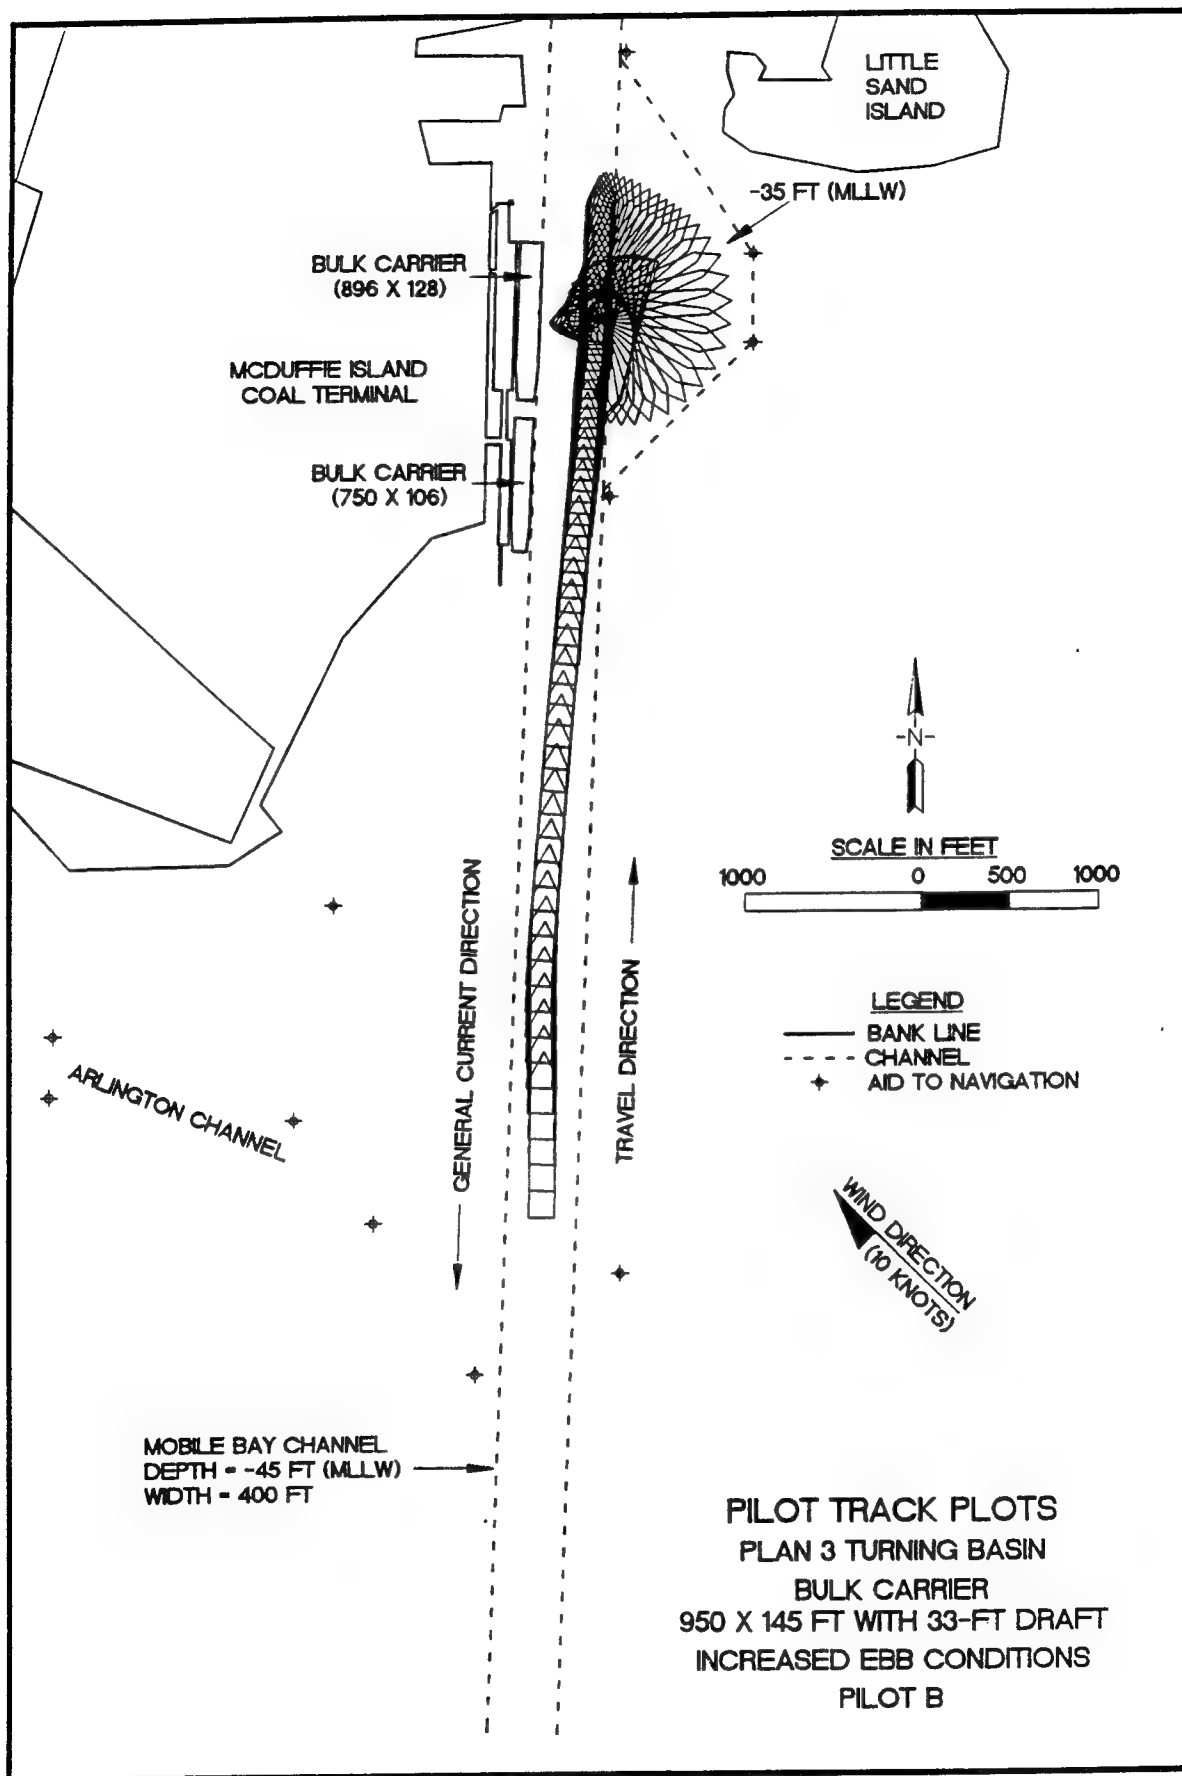 LITTLE
SAND
ISLAND
-35 FT (MLLW)
BULK CARRIER
(896 X 128)
MCDUFFIE ISLAND
COAL TERMINAL
BULK CARRIER
(750 X 106)
-N-
SCALE IN FEET
1000 0 500 1000
GENERAL CURRENT DIRECTION
TRAVEL DIRECTION
LEGEND
BANK LINE
CHANNEL
AID TO NAVIGATION
ARLINGTON CHANNEL
WIND DIRECTION
(10 KNOTS)
MOBILE BAY CHANNEL
DEPTH = -45 FT (MLLW)
WIDTH = 400 FT
PILOT TRACK PLOTS
PLAN 3 TURNING BASIN
BULK CARRIER
950 X 145 FT WITH 33-FT DRAFT
INCREASED EBB CONDITIONS
PILOT B